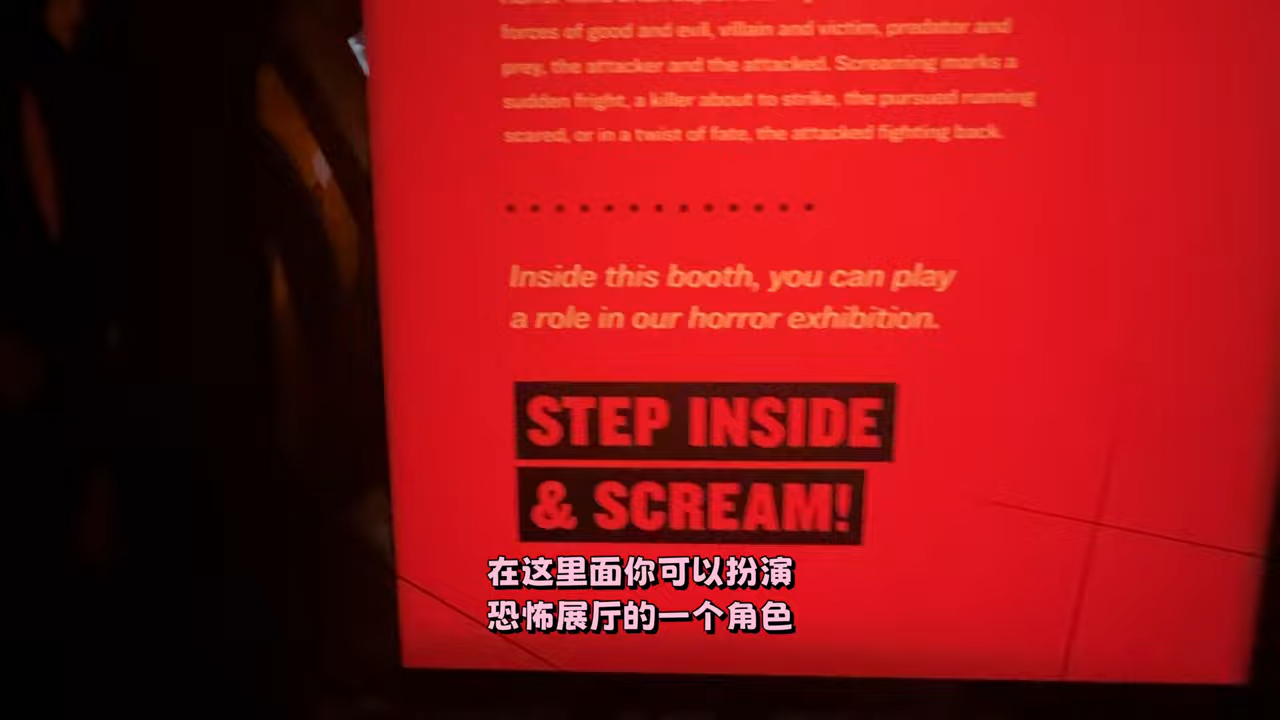 forces of good and evil, villain and victim, predator and
prey, the attacker and the attacked. Screaming marks a
sudden fright, a killer about to strike, the pursued running
scared, or in a twist of fate, the attacked fighting back.
Inside this booth, you can play
a role in our horror exhibition.
STEP INSIDE
& SCREAM!
在这里面你可以扮演
恐怖展厅的一个角色